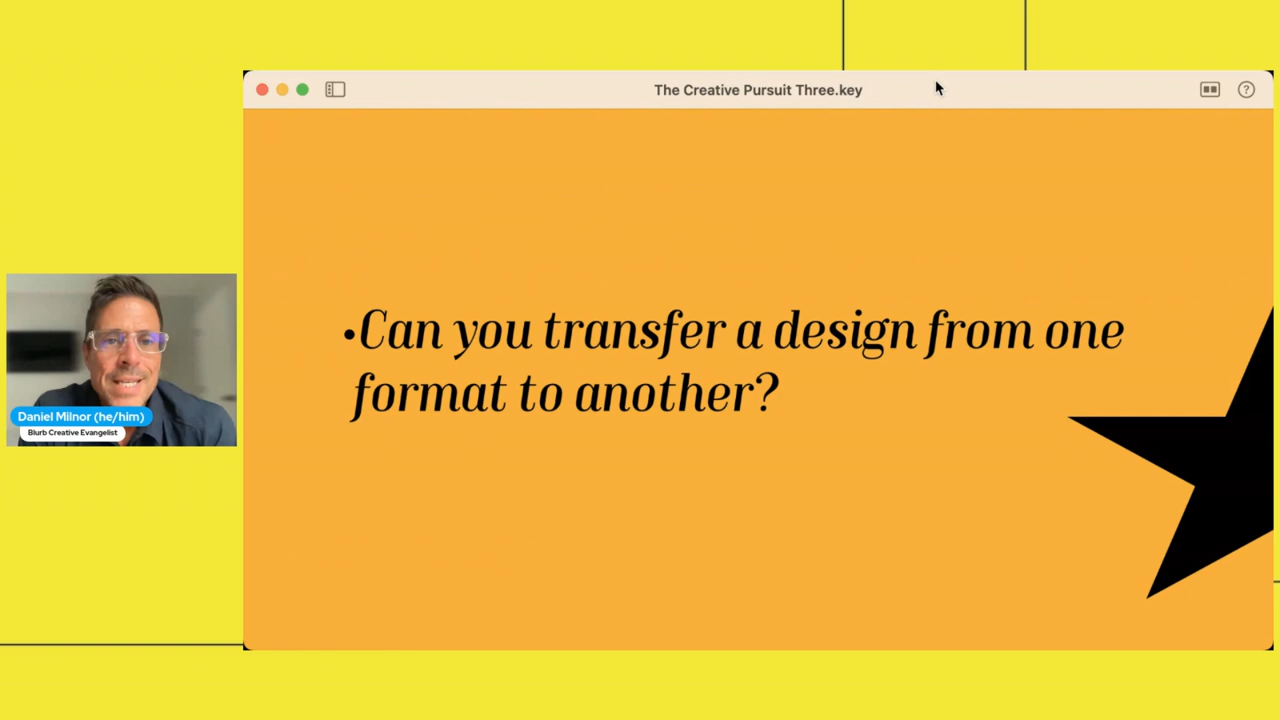 The Creative Pursuit Three.key
•Can you transfer a design from one
format to another?
Daniel Milnor (he/him)
Blurb Creative Evangelist